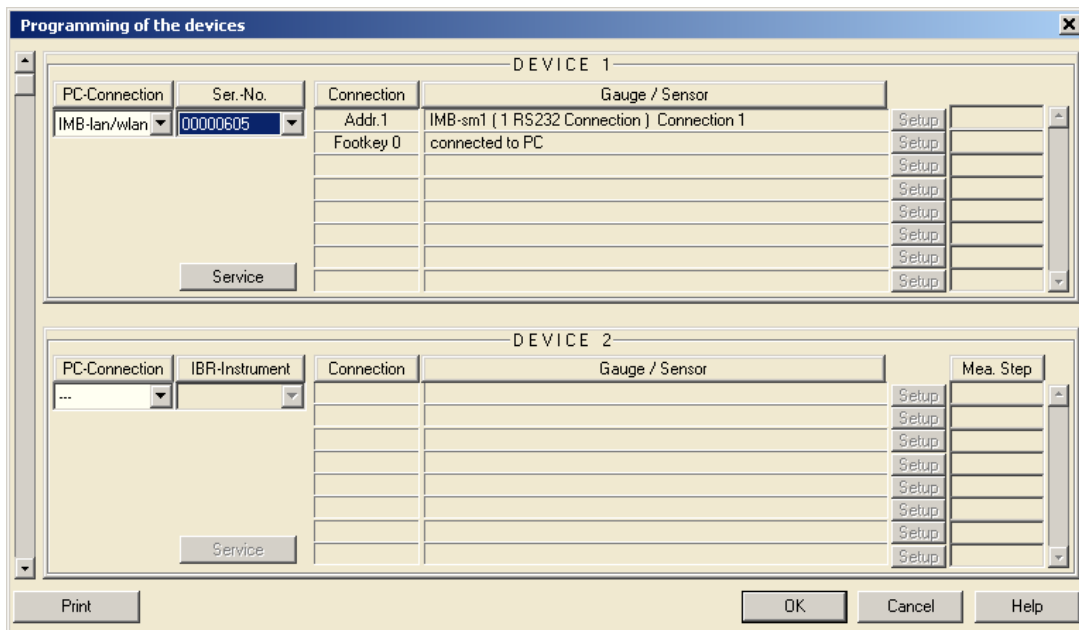 Programming of the devices
DEVICE 1
PC-Connection Ser.-No. Connection Gauge / Sensor
IMB-lan/wlan 00000605 Addr.1 IMB-sm1 ( 1 RS232 Connection ) Connection 1 Setup
Footkey 0 connected to PC Setup
Setup
Setup
Setup
Setup
Setup
Service Setup
DEVICE 2
PC-Connection IBR-Instrument Connection Gauge / Sensor Mea. Step
--- Setup
Setup
Setup
Setup
Setup
Setup
Setup
Service Setup
Print OK Cancel Help